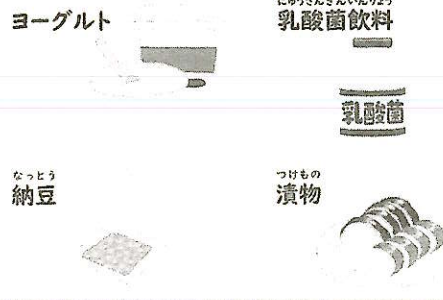 ヨーグルト
にゅうさんきんいんりょう
乳酸菌飲料
乳酸菌
なっとう
納豆
つけもの
漬物